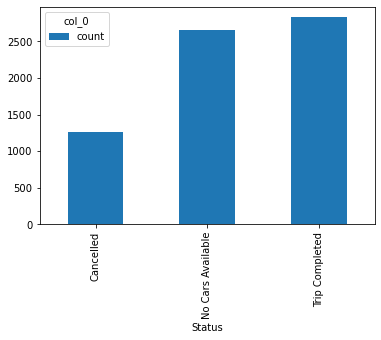 col_0
count
2500
2000
1500
1000
500
0
Cancelled
No Cars Available
Trip Completed
Status